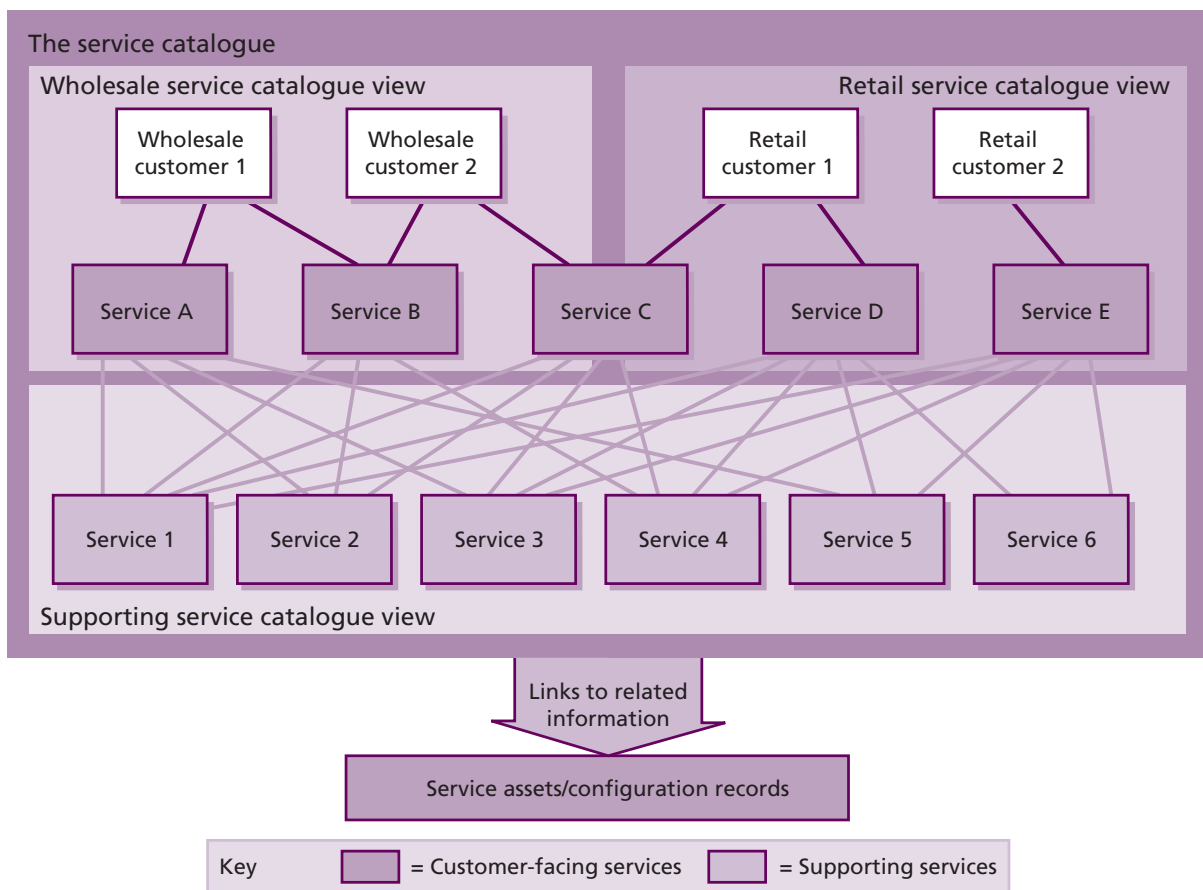 The service catalogue
Wholesale service catalogue view
Retail service catalogue view
Wholesale
customer 1
Wholesale
customer 2
Retail
customer 1
Retail
customer 2
Service A
Service B
Service C
Service D
Service E
Service 1
Service 2
Service 3
Service 4
Service 5
Service 6
Supporting service catalogue view
Links to related
information
Service assets/configuration records
Key
= Customer-facing services
= Supporting services